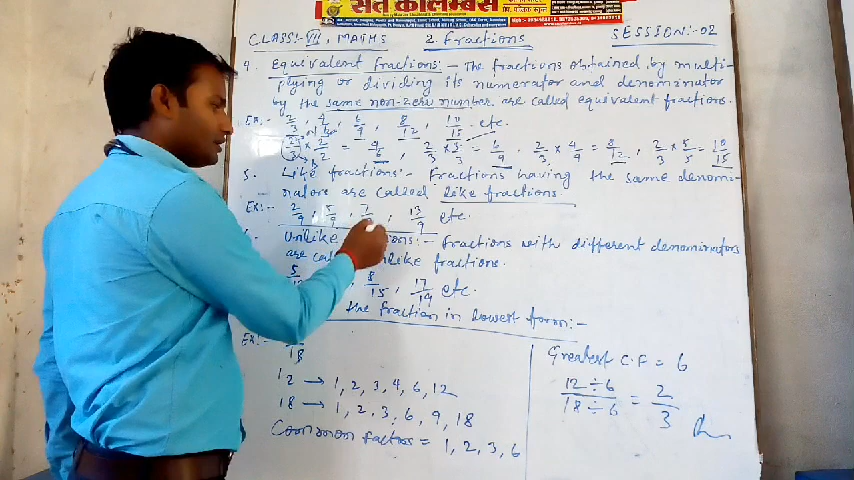 संत कोलम्बस
CLASS:- VII, MATHS 2. Fractions SESSION:-02
4. Equivalent fractions:- The fractions obtained by multi-
plying or dividing its numerator and denominator
by the same non-zero number are called equivalent fractions.
Ex:- 2/3, 4/6, 6/9, 8/12, 10/15 etc.
2/3 × 2/2 = 4/6, 2/3 × 3/3 = 6/9, 2/3 × 4/4 = 8/12, 2/3 × 5/5 = 10/15
5. Like fractions:- Fractions having the same denomi-
nators are called like fractions.
Ex:- 2/9, 5/9, 7/, 13/9 etc.
Unlike ons:- Fractions with different denominators
are cal unlike fractions.
5/, 8/15, 17/19 etc.
the fraction in lowest form:-
Ex:- 18
12 → 1, 2, 3, 4, 6, 12
18 → 1, 2, 3, 6, 9, 18
Common factors = 1, 2, 3, 6
Greatest C.F = 6
12 ÷ 6 / 18 ÷ 6 = 2/3